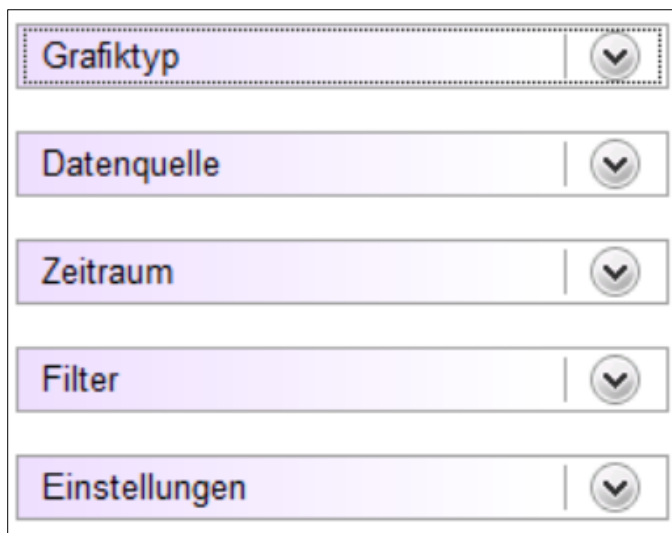 Grafiktyp
Datenquelle
Zeitraum
Filter
Einstellungen